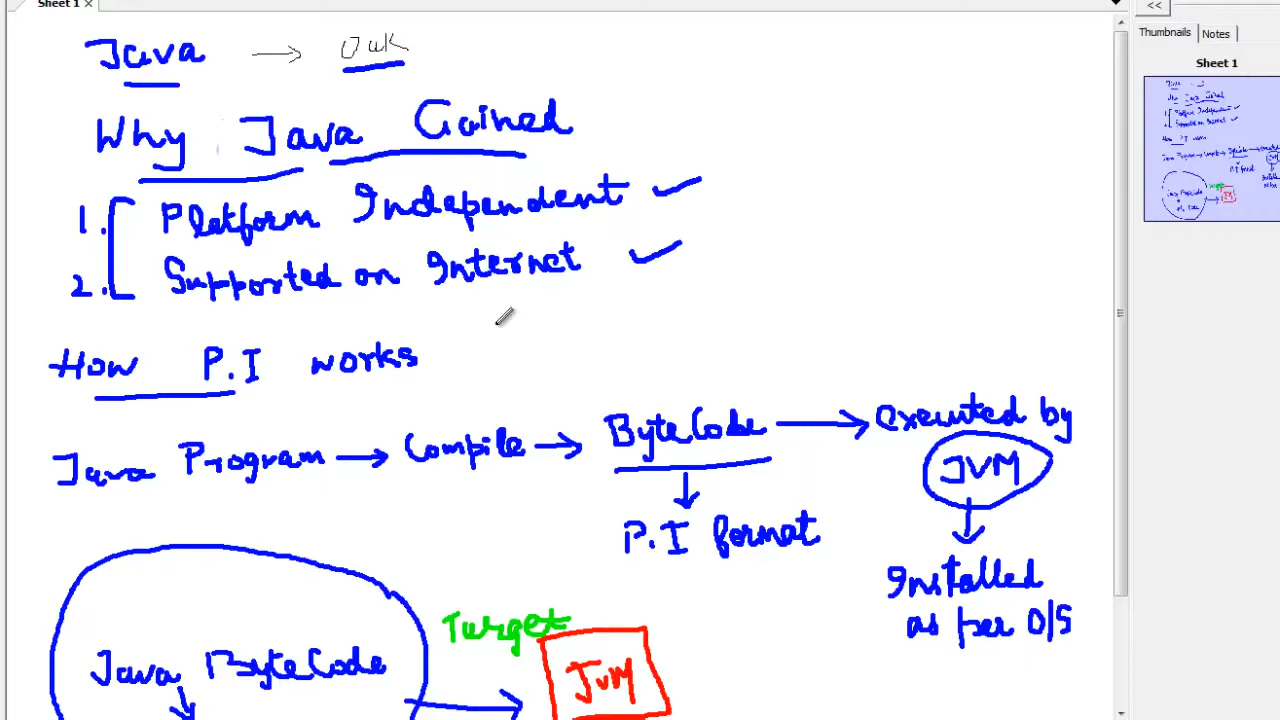 Sheet 1
<<
Thumbnails Notes
Sheet 1
Java → Oak
Why Java Gained
1. Platform Independent ✓
2. Supported on Internet ✓
How P.I works
Java Program → Compile → ByteCode → executed by JVM
P.I format
Installed
as per O/S
Target
Java ByteCode
JVM